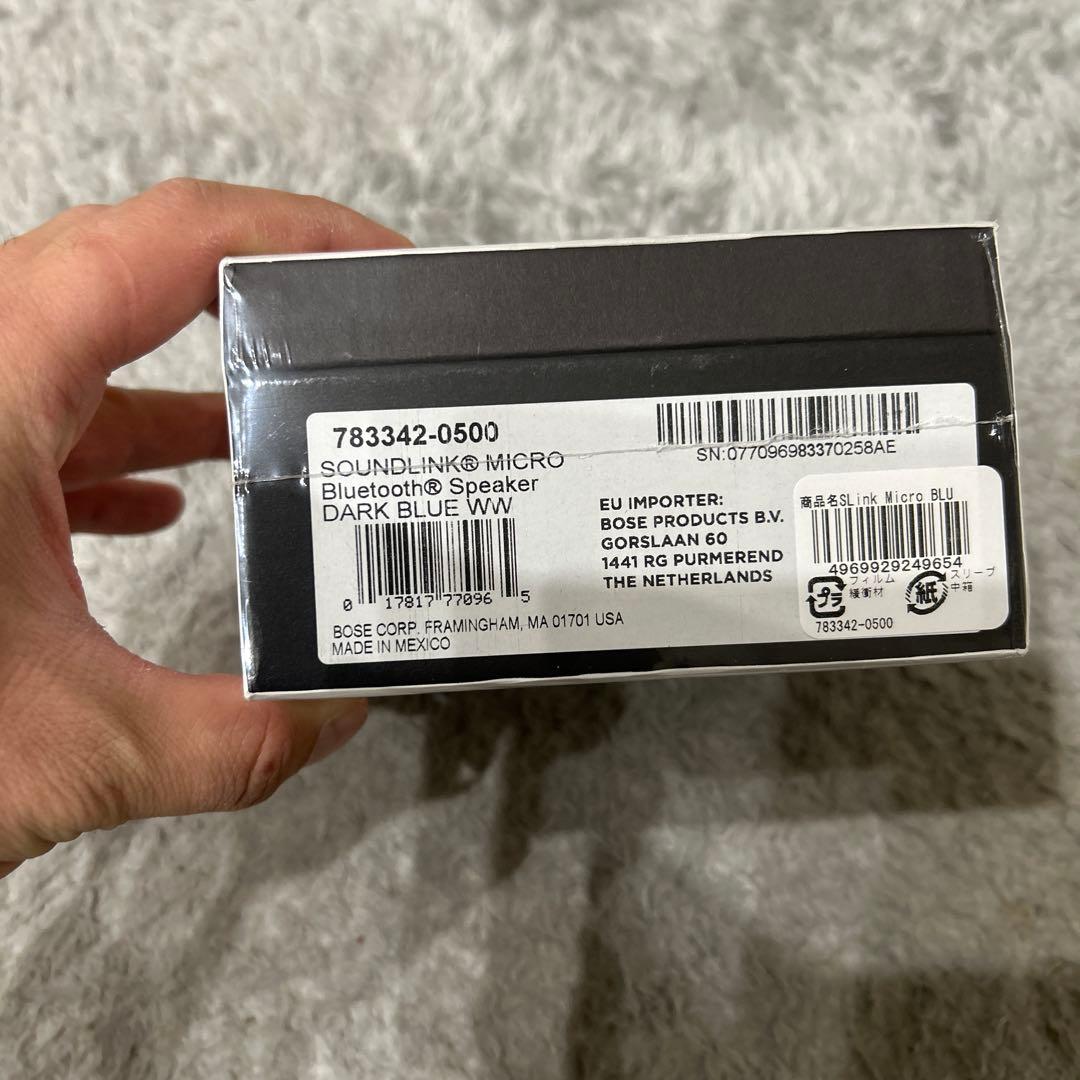 783342-0500
SOUNDLINK® MICRO
Bluetooth® Speaker
DARK BLUE WW
0 17817 77096 5
BOSE CORP. FRAMINGHAM, MA 01701 USA
MADE IN MEXICO
SN:077096983370258AE
EU IMPORTER:
BOSE PRODUCTS B.V.
GORSLAAN 60
1441 RG PURMEREND
THE NETHERLANDS
商品名SLink Micro BLU
4969929249654
プラ
フィルム
緩衝材
紙
スリーブ
中箱
783342-0500